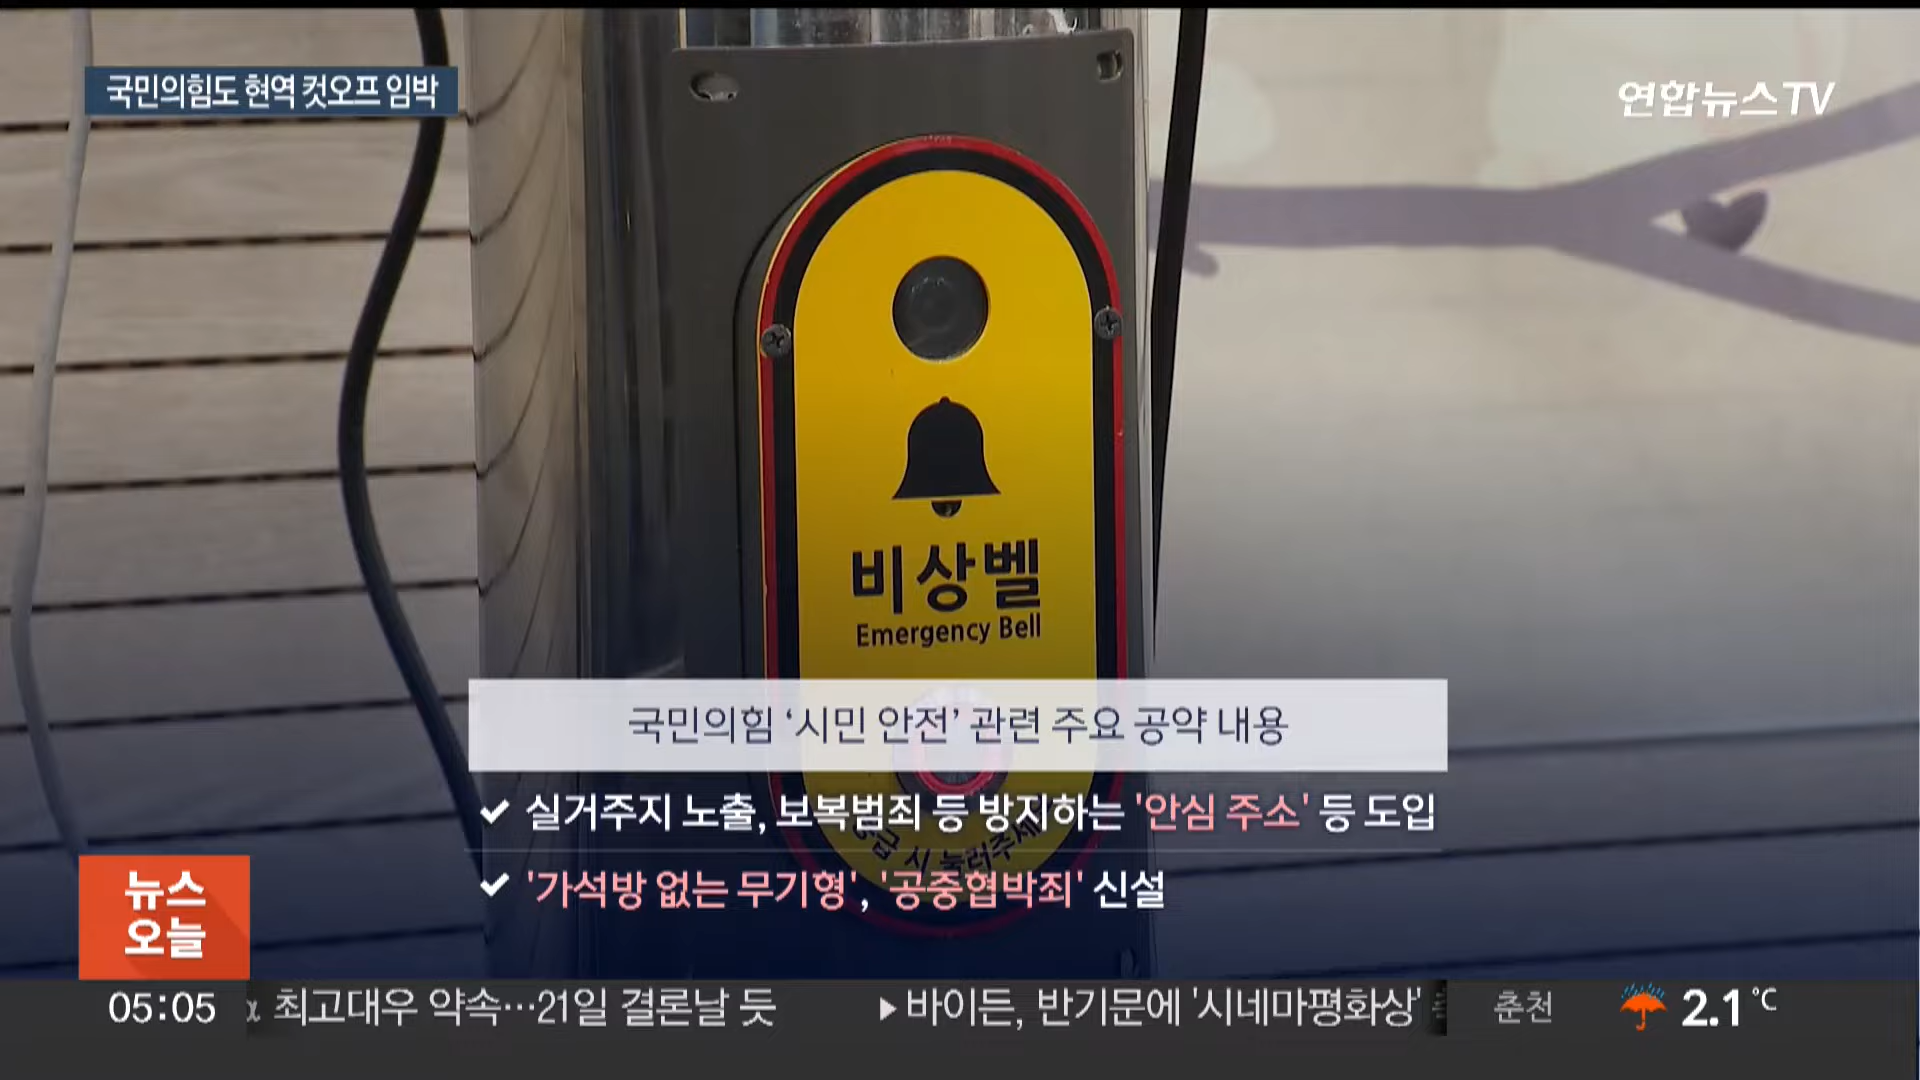 국민의힘도 현역 컷오프 임박
연합뉴스TV
비상벨
Emergency Bell
국민의힘 ‘시민 안전’ 관련 주요 공약 내용
✔ 실거주지 노출, 보복범죄 등 방지하는 '안심 주소' 등 도입
시 눌러주세
✔ '가석방 없는 무기형', '공중협박죄' 신설
뉴스
오늘
05:05
최고대우 약속…21일 결론날 듯
▶바이든, 반기문에 '시네마평화상'
춘천
2.1℃